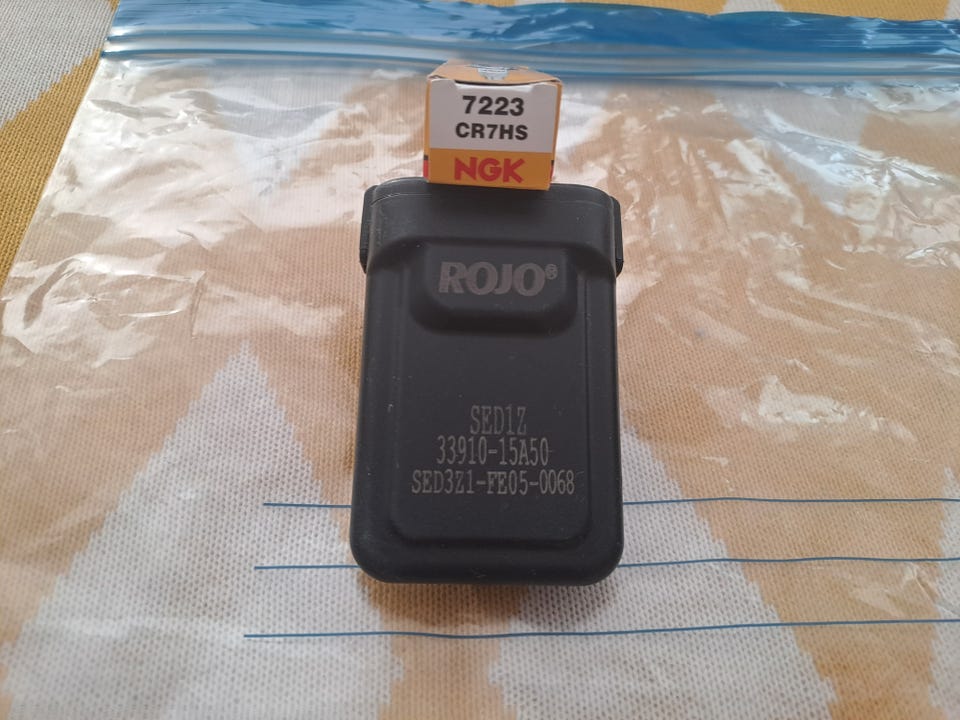 7223
CR7HS
NGK
ROJO®
SED1Z
33910-15A50
SED3Z1-FE05-0068